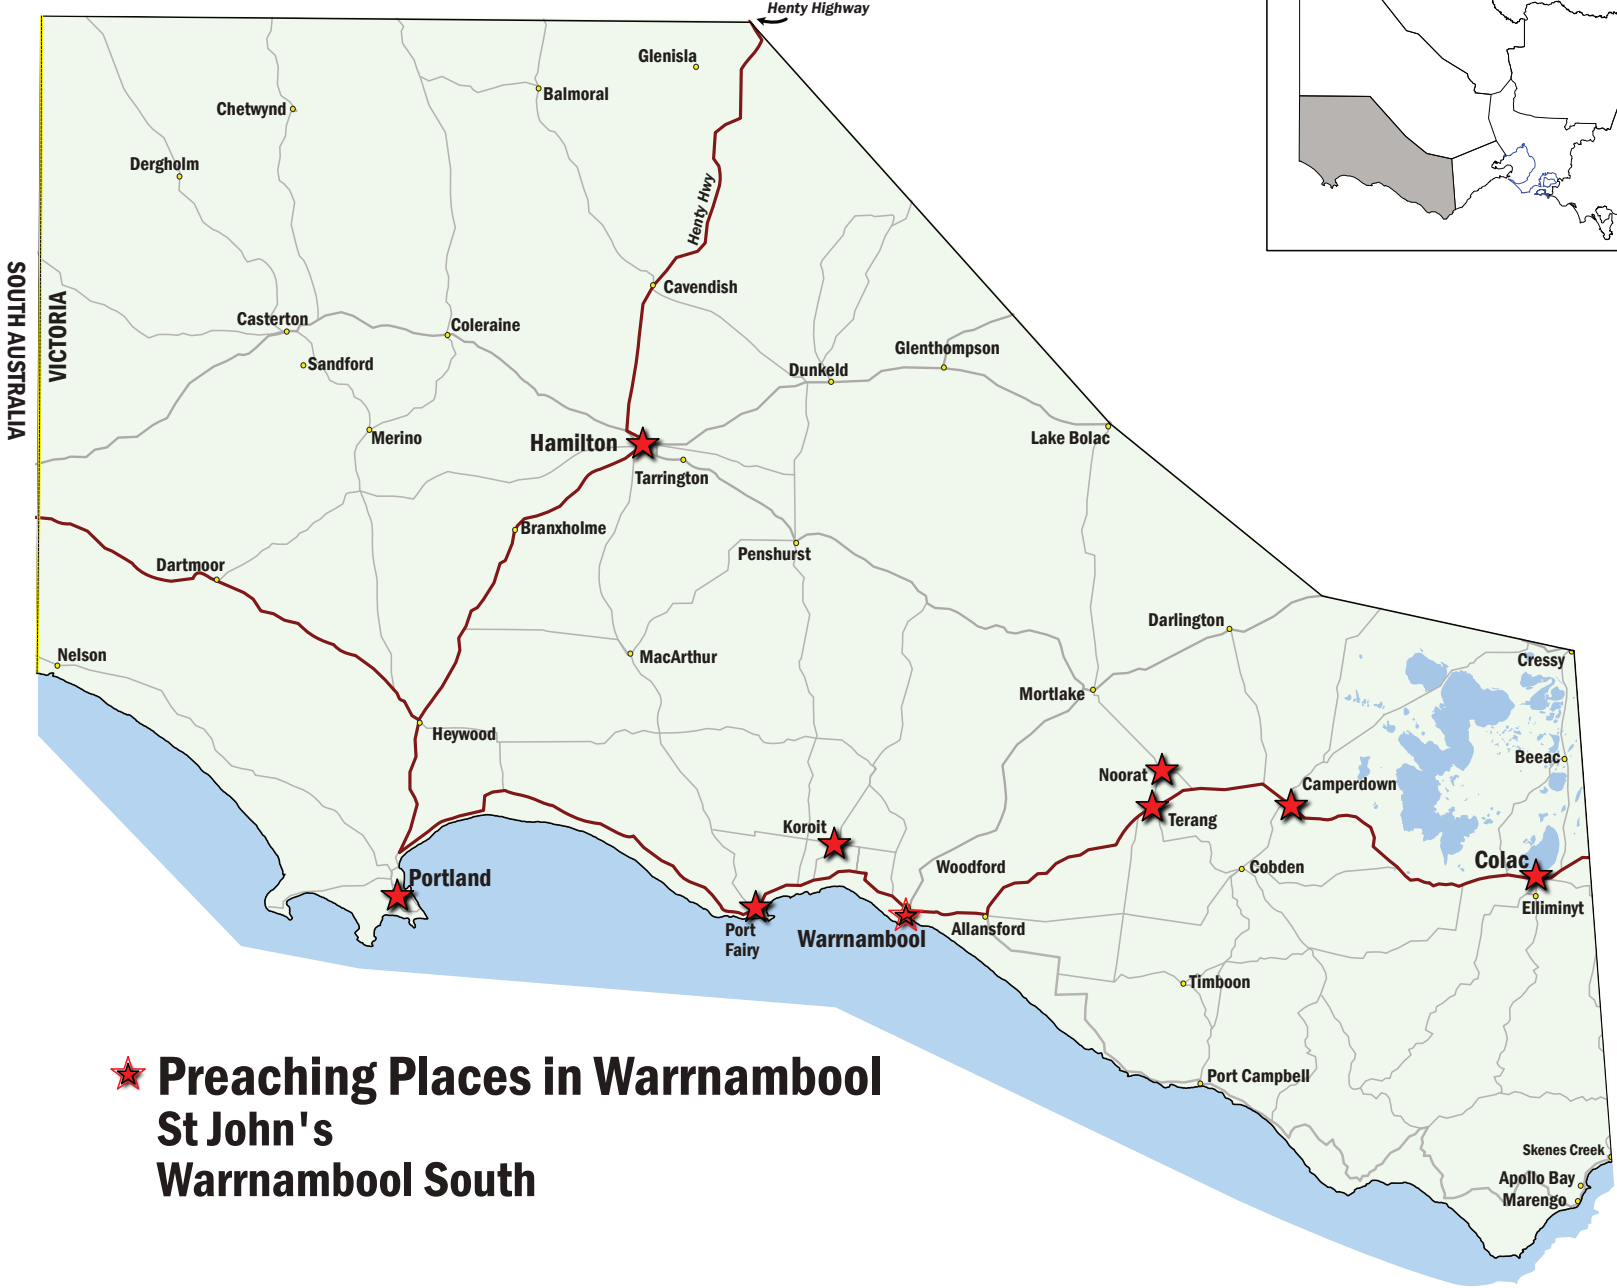 Henty Highway
Glenisla
Balmoral
Chetwynd
Dergholm
Henty Hwy
SOUTH AUSTRALIA
VICTORIA
Cavendish
Casterton
Coleraine
Sandford
Glenthompson
Dunkeld
Merino
Hamilton
Lake Bolac
Tarrington
Branxholme
Penshurst
Dartmoor
Darlington
Nelson
MacArthur
Cressy
Mortlake
Heywood
Beeac
Noorat
Camperdown
Koroit
Terang
Woodford
Cobden
Colac
Portland
Elliminyt
Port
Fairy
Warrnambool
Allansford
Timboon
Port Campbell
Preaching Places in Warrnambool
St John's
Warrnambool South
Skenes Creek
Apollo Bay
Marengo